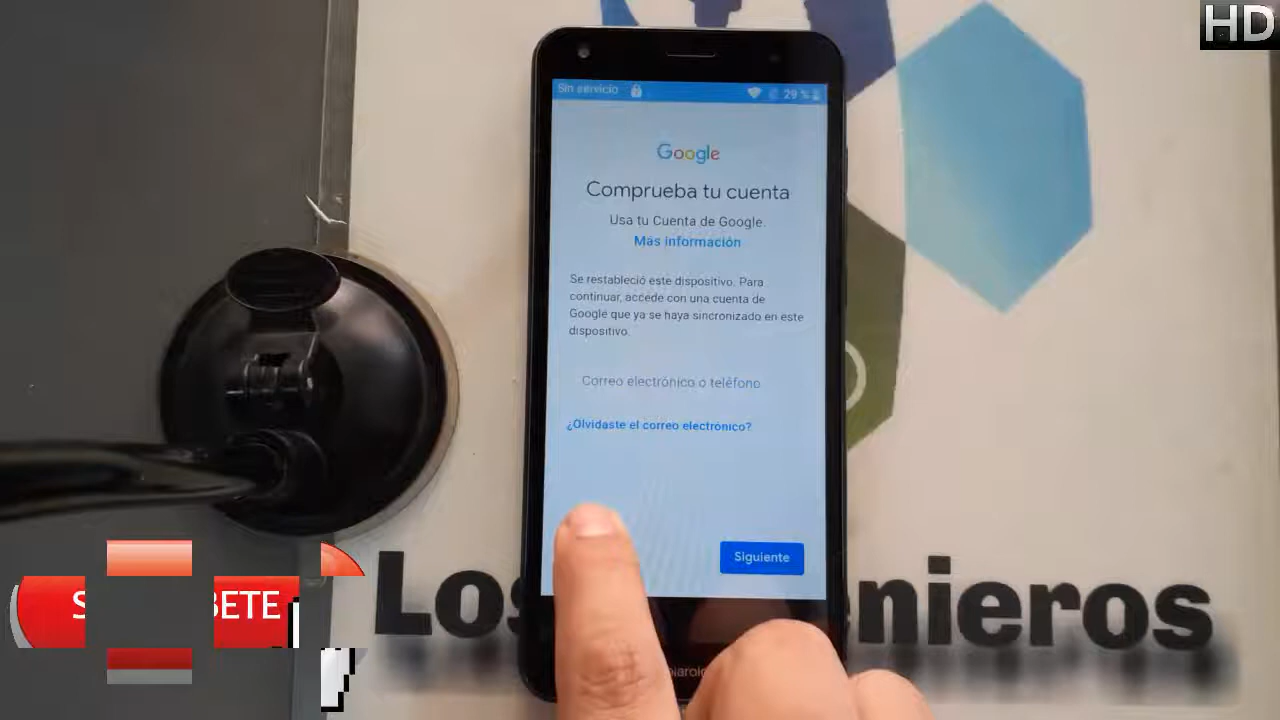 HD
Sin servicio
29 %
Google
Comprueba tu cuenta
Usa tu Cuenta de Google.
Más información
Se restableció este dispositivo. Para
continuar, accede con una cuenta de
Google que ya se haya sincronizado en este
dispositivo.
Correo electrónico o teléfono
¿Olvidaste el correo electrónico?
Siguiente
S BETE
Los enieros